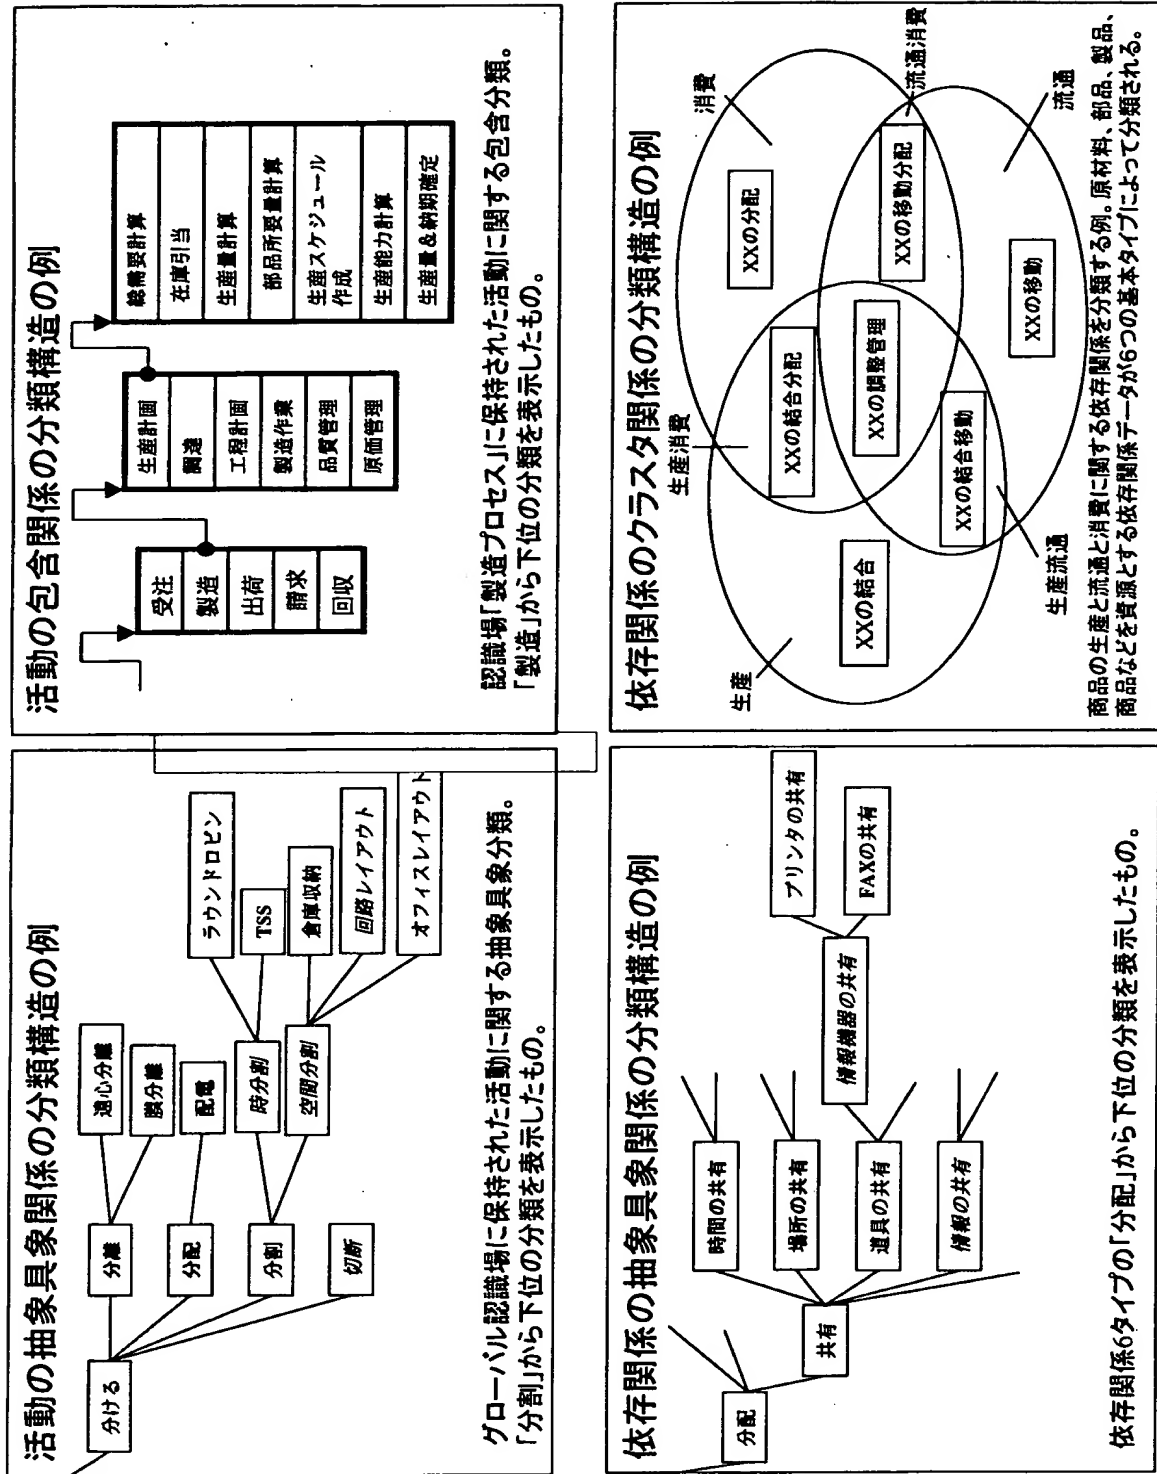 活動の抽象具象関係の分類構造の例
分ける
分離
分配
分割
切断
遠心分離
膜分離
配電
時分割
空間分割
ラウンドロビン
TSS
倉庫収納
回路レイアウト
オフィスレイアウト
グローバル認識場に保持された活動に関する抽象具象分類。
「分割」から下位の分類を表示したもの。
活動の包含関係の分類構造の例
受注
製造
出荷
請求
回収
生産計画
調達
工程計画
製造作業
品質管理
原価管理
総需要計算
在庫引当
生産量計算
部品所要量計算
生産スケジュール
作成
生産能力計算
生産量&納期確定
認識場「製造プロセス」に保持された活動に関する包含分類。
「製造」から下位の分類を表示したもの。
依存関係の抽象具象関係の分類構造の例
分配
共有
時間の共有
場所の共有
道具の共有
情報の共有
情報機器の共有
プリンタの共有
FAXの共有
依存関係6タイプの「分配」から下位の分類を表示したもの。
依存関係のクラスタ関係の分類構造の例
生産
生産消費
消費
XXの分配
XXの結合分配
流通消費
XXの結合
XXの調整管理
XXの移動分配
XXの結合移動
XXの移動
生産流通
流通
商品の生産と流通と消費に関する依存関係を分類する例。原材料、部品、製品、
商品などを資源とする依存関係データが6つの基本タイプによって分類される。